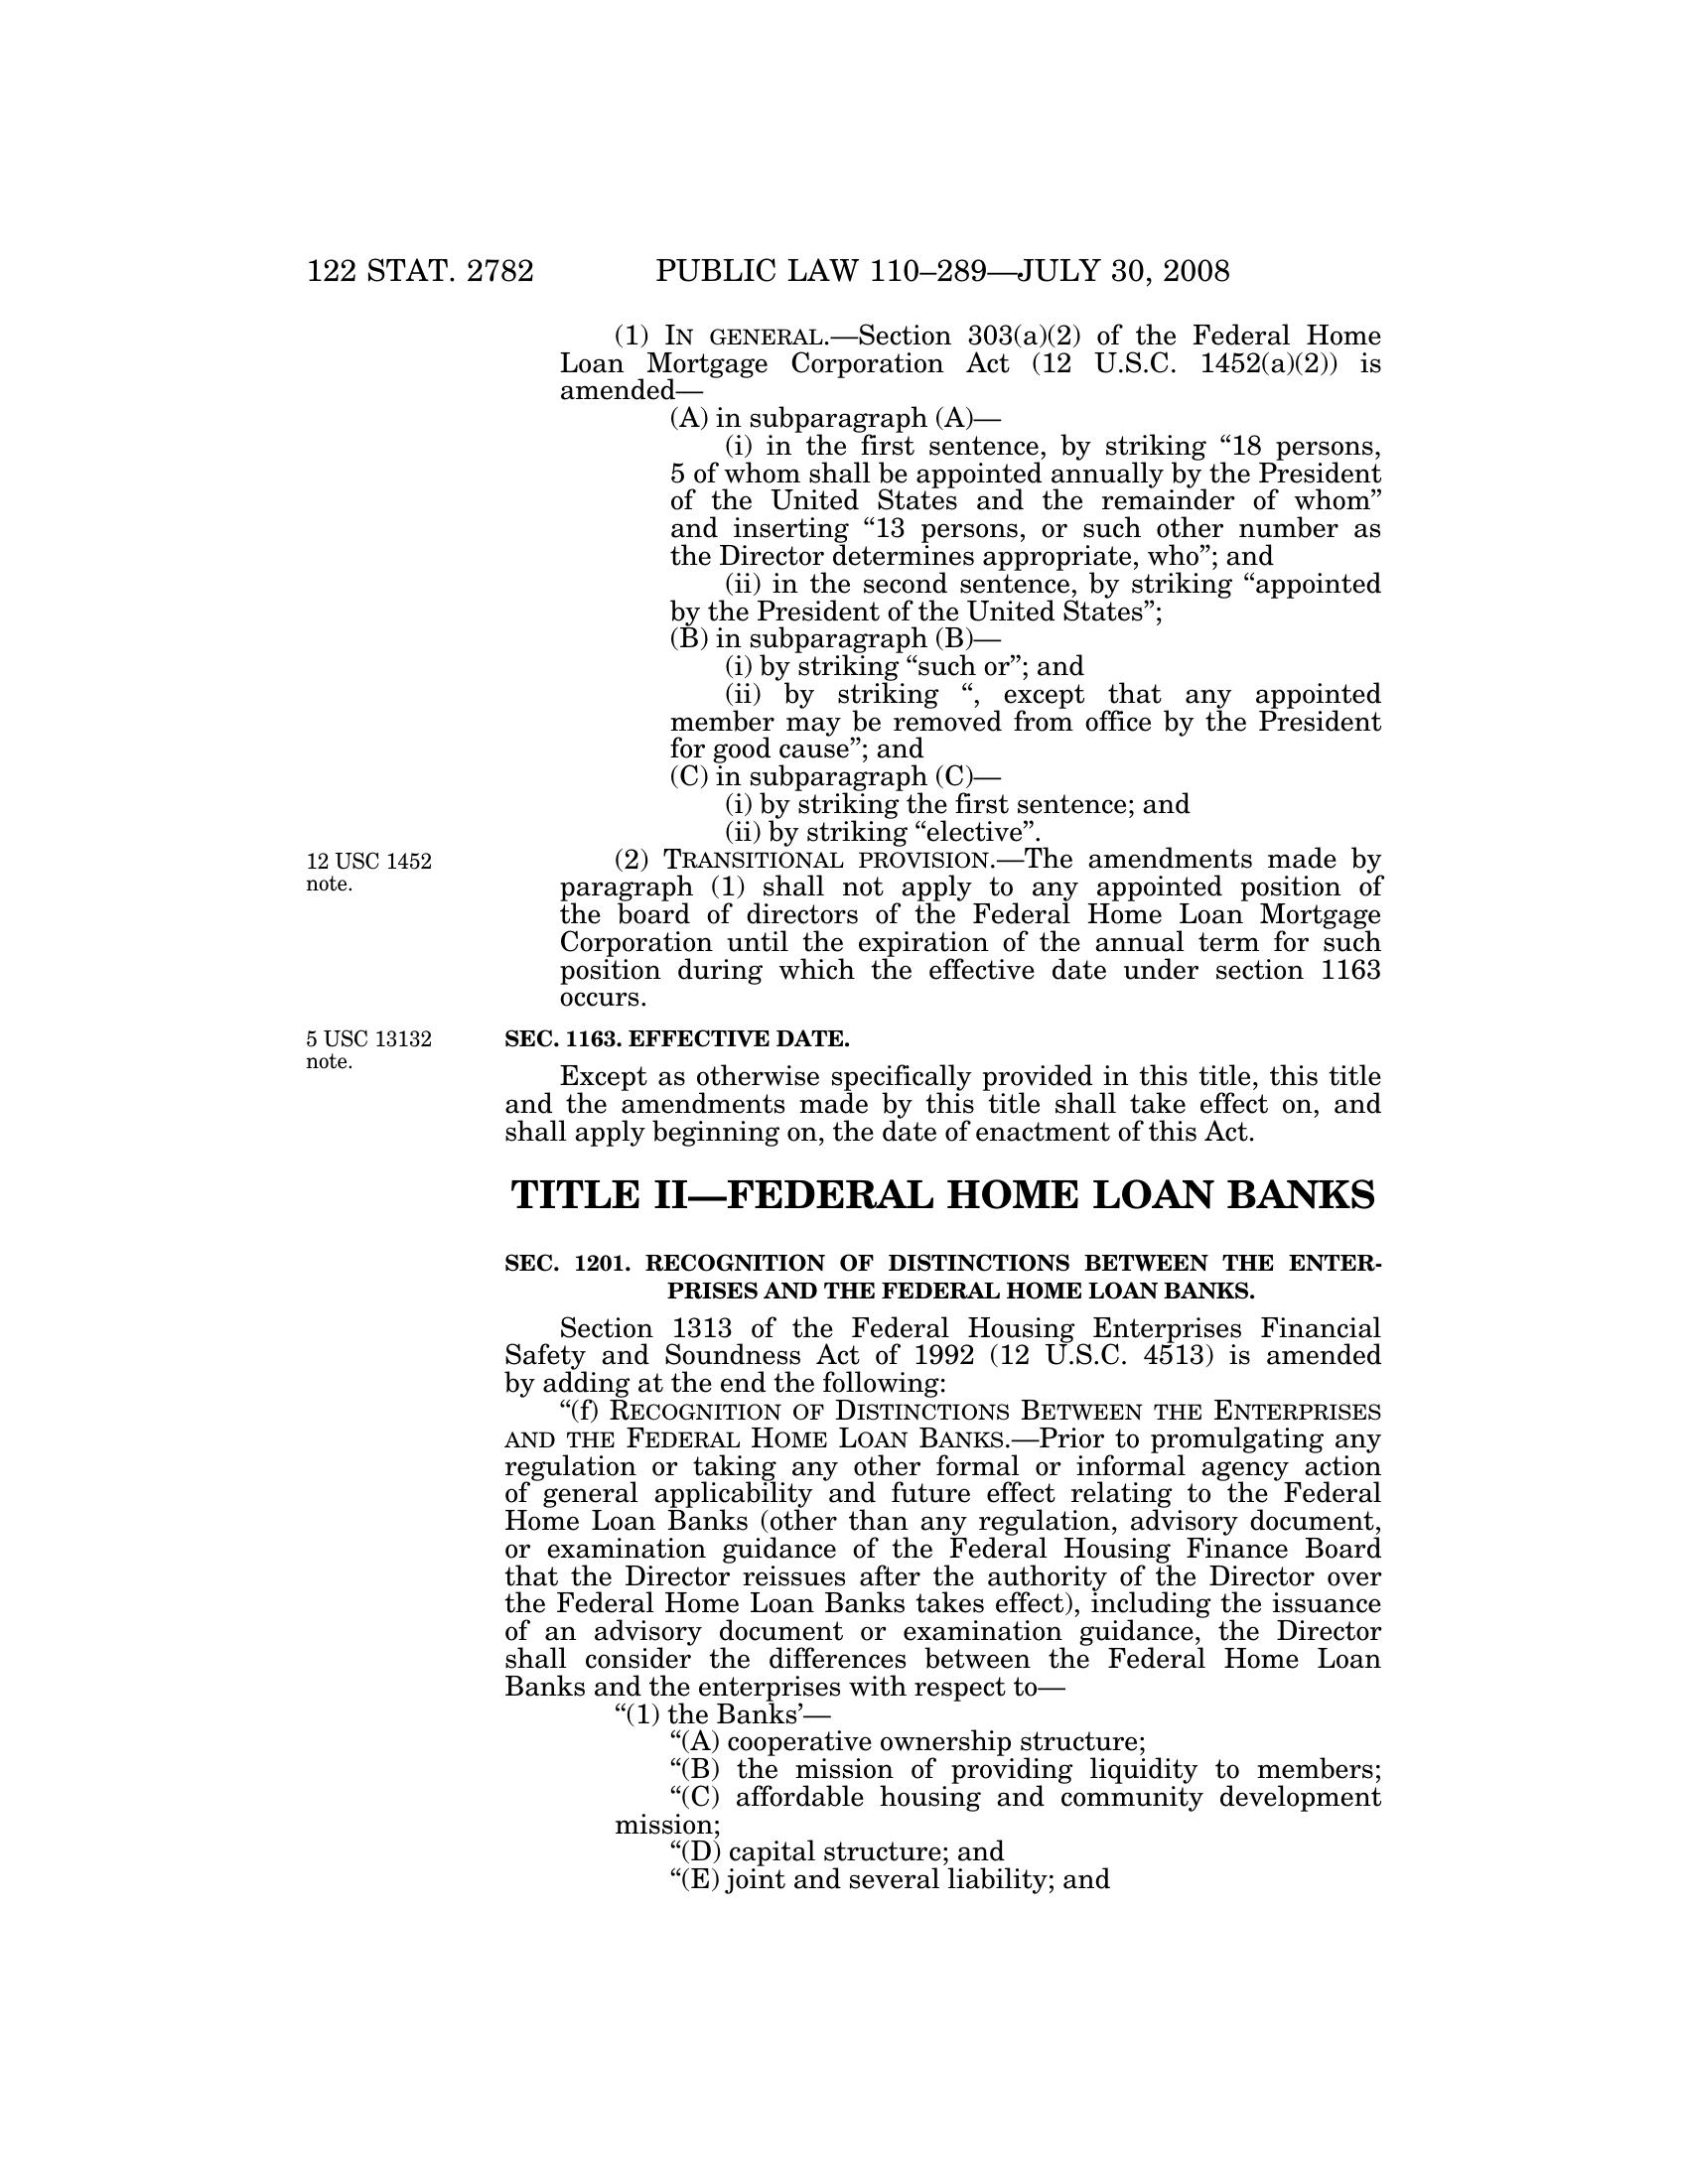 122 STAT. 2782 PUBLIC LAW 110–289—JULY 30, 2008
(1) IN GENERAL.—Section 303(a)(2) of the Federal Home
Loan Mortgage Corporation Act (12 U.S.C. 1452(a)(2)) is
amended—
(A) in subparagraph (A)—
(i) in the first sentence, by striking “18 persons,
5 of whom shall be appointed annually by the President
of the United States and the remainder of whom”
and inserting “13 persons, or such other number as
the Director determines appropriate, who”; and
(ii) in the second sentence, by striking “appointed
by the President of the United States”;
(B) in subparagraph (B)—
(i) by striking “such or”; and
(ii) by striking “, except that any appointed
member may be removed from office by the President
for good cause”; and
(C) in subparagraph (C)—
(i) by striking the first sentence; and
(ii) by striking “elective”.
12 USC 1452
note.
(2) TRANSITIONAL PROVISION.—The amendments made by
paragraph (1) shall not apply to any appointed position of
the board of directors of the Federal Home Loan Mortgage
Corporation until the expiration of the annual term for such
position during which the effective date under section 1163
occurs.
5 USC 13132
note.
SEC. 1163. EFFECTIVE DATE.
Except as otherwise specifically provided in this title, this title
and the amendments made by this title shall take effect on, and
shall apply beginning on, the date of enactment of this Act.
TITLE II—FEDERAL HOME LOAN BANKS
SEC. 1201. RECOGNITION OF DISTINCTIONS BETWEEN THE ENTER-
PRISES AND THE FEDERAL HOME LOAN BANKS.
Section 1313 of the Federal Housing Enterprises Financial
Safety and Soundness Act of 1992 (12 U.S.C. 4513) is amended
by adding at the end the following:
“(f) RECOGNITION OF DISTINCTIONS BETWEEN THE ENTERPRISES
AND THE FEDERAL HOME LOAN BANKS.—Prior to promulgating any
regulation or taking any other formal or informal agency action
of general applicability and future effect relating to the Federal
Home Loan Banks (other than any regulation, advisory document,
or examination guidance of the Federal Housing Finance Board
that the Director reissues after the authority of the Director over
the Federal Home Loan Banks takes effect), including the issuance
of an advisory document or examination guidance, the Director
shall consider the differences between the Federal Home Loan
Banks and the enterprises with respect to—
“(1) the Banks’—
“(A) cooperative ownership structure;
“(B) the mission of providing liquidity to members;
“(C) affordable housing and community development
mission;
“(D) capital structure; and
“(E) joint and several liability; and